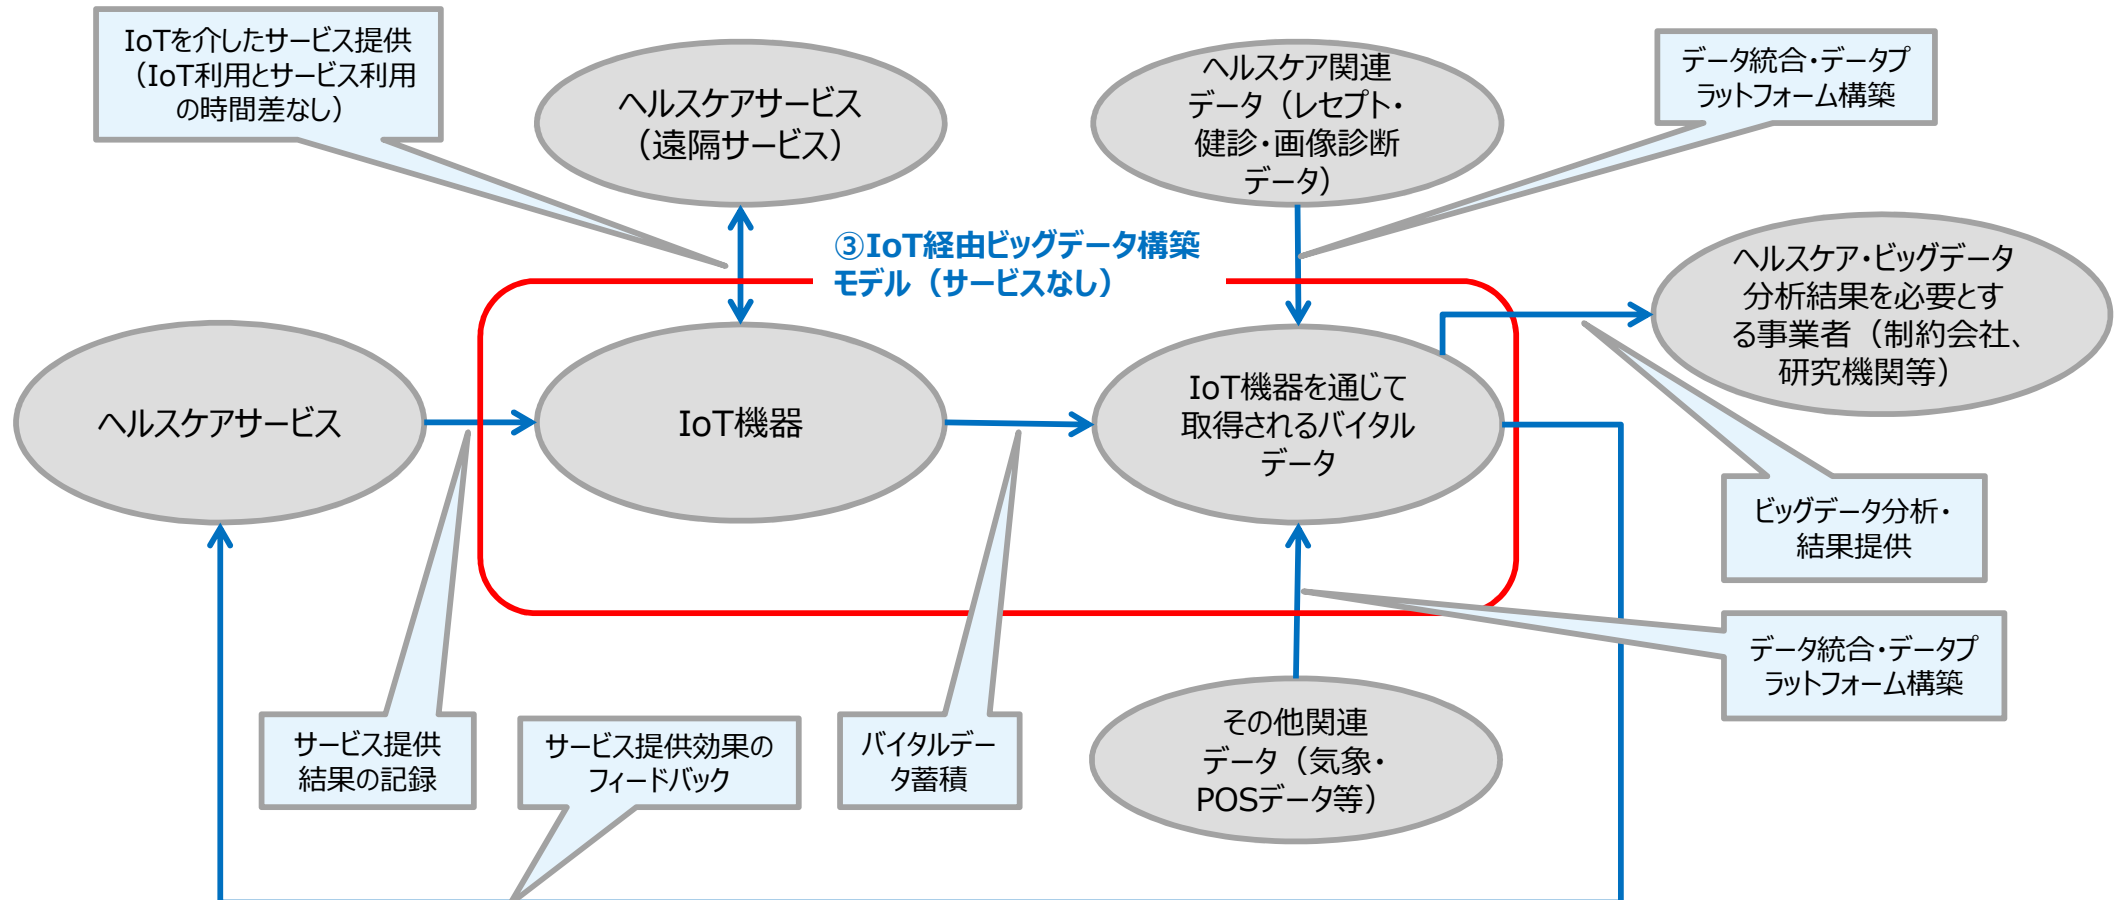 IoTを介したサービス提供
（IoT利用とサービス利用
の時間差なし）
ヘルスケアサービス
（遠隔サービス）
ヘルスケア関連
データ（レセプト・
健診・画像診断
データ）
データ統合・データプ
ラットフォーム構築
③IoT経由ビッグデータ構築
モデル（サービスなし）
ヘルスケア・ビッグデータ
分析結果を必要とす
る事業者（制約会社、
研究機関等）
ヘルスケアサービス
IoT機器
IoT機器を通じて
取得されるバイタル
データ
ビッグデータ分析・
結果提供
データ統合・データプ
ラットフォーム構築
サービス提供
結果の記録
サービス提供効果の
フィードバック
バイタルデー
タ蓄積
その他関連
データ（気象・
POSデータ等）